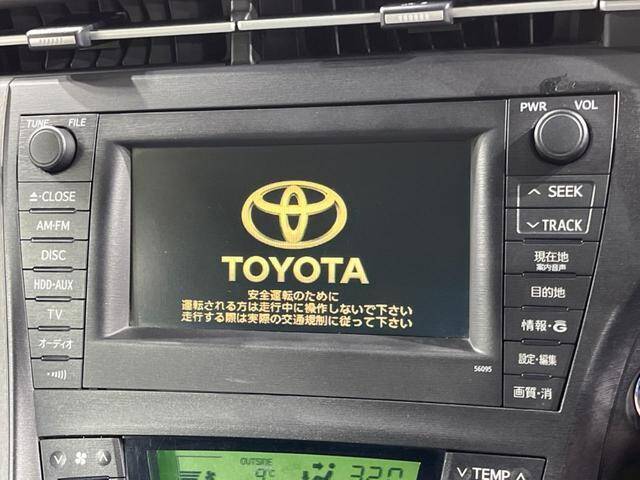 TUNE FILE
PWR VOL
⏏·CLOSE
AM·FM
DISC
HDD·AUX
TV
オーディオ
TOYOTA
安全運転のために
運転される方は走行中に操作しないで下さい
走行する際は実際の交通規制に従って下さい
56095
∧ SEEK
∨ TRACK
現在地
案内音声
目的地
情報·G
設定·編集
画質·消
OUTSIDE
9℃
320
∨ TEMP ∧